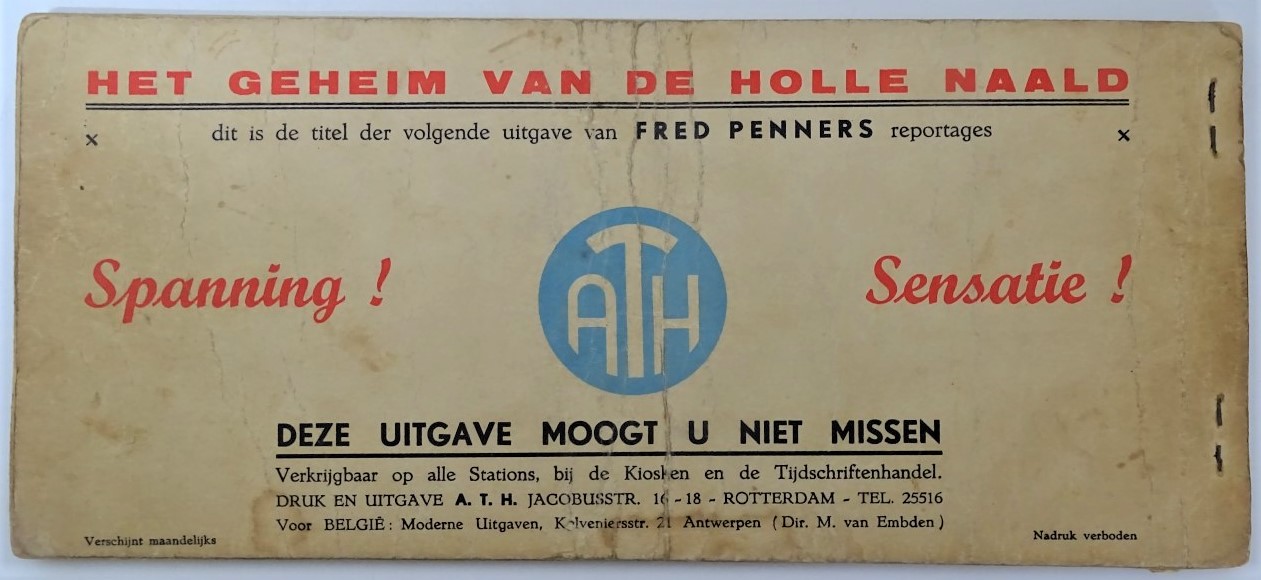 HET GEHEIM VAN DE HOLLE NAALD
x dit is de titel der volgende uitgave van FRED PENNERS reportages x
Spanning !
ATH
Sensatie !
DEZE UITGAVE MOOGT U NIET MISSEN
Verkrijgbaar op alle Stations, bij de Kiosken en de Tijdschriftenhandel.
DRUK EN UITGAVE A. T. H. JACOBUSSTR. 16 - 18 - ROTTERDAM - TEL. 25516
Voor BELGIË : Moderne Uitgaven, Kolveniersstr. 21 Antwerpen ( Dir. M. van Embden )
Verschijnt maandelijks
Nadruk verboden